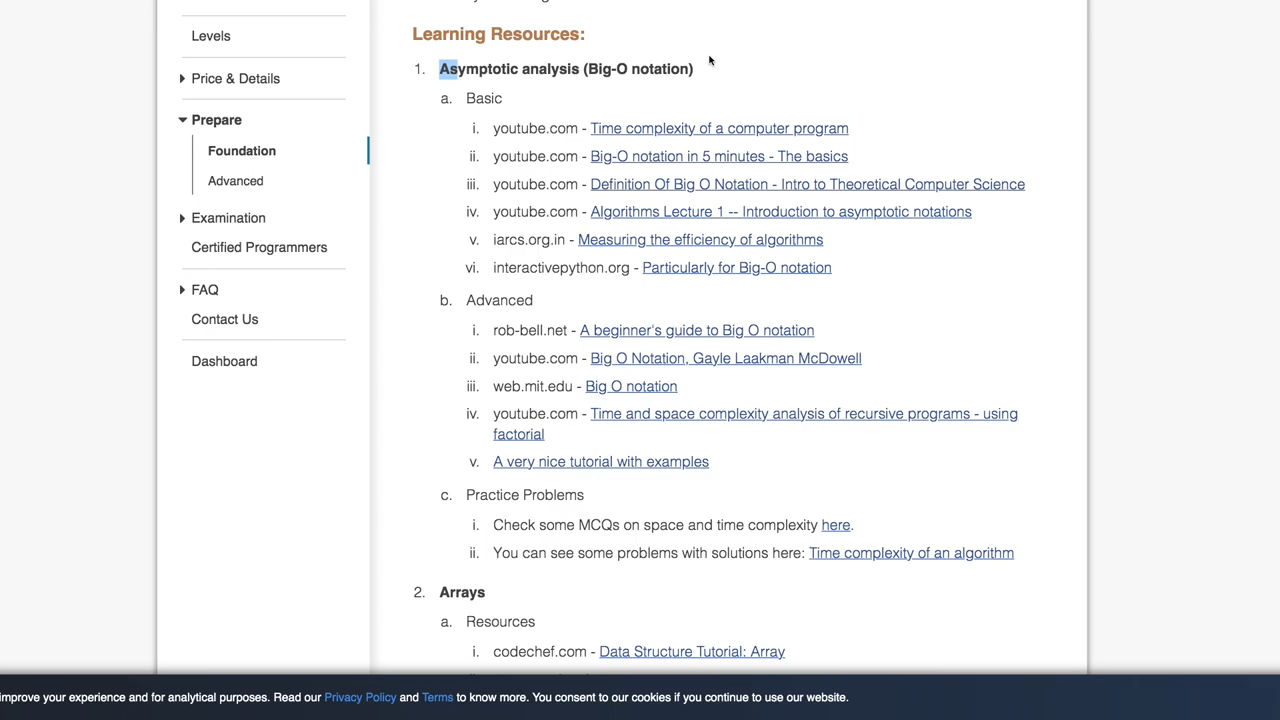 Levels
Price & Details
Prepare
Foundation
Advanced
Examination
Certified Programmers
FAQ
Contact Us
Dashboard
Learning Resources:
1. Asymptotic analysis (Big-O notation)
a. Basic
i. youtube.com - Time complexity of a computer program
ii. youtube.com - Big-O notation in 5 minutes - The basics
iii. youtube.com - Definition Of Big O Notation - Intro to Theoretical Computer Science
iv. youtube.com - Algorithms Lecture 1 -- Introduction to asymptotic notations
v. iarcs.org.in - Measuring the efficiency of algorithms
vi. interactivepython.org - Particularly for Big-O notation
b. Advanced
i. rob-bell.net - A beginner's guide to Big O notation
ii. youtube.com - Big O Notation, Gayle Laakman McDowell
iii. web.mit.edu - Big O notation
iv. youtube.com - Time and space complexity analysis of recursive programs - using
factorial
v. A very nice tutorial with examples
c. Practice Problems
i. Check some MCQs on space and time complexity here.
ii. You can see some problems with solutions here: Time complexity of an algorithm
2. Arrays
a. Resources
i. codechef.com - Data Structure Tutorial: Array
improve your experience and for analytical purposes. Read our Privacy Policy and Terms to know more. You consent to our cookies if you continue to use our website.